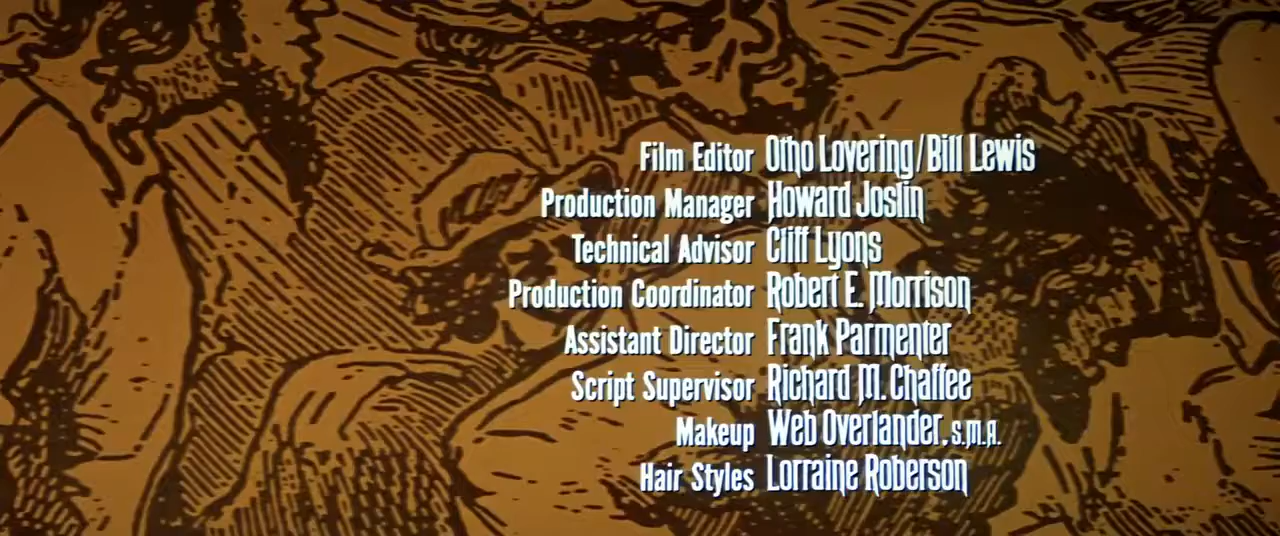 Film Editor Otho Lovering/Bill Lewis
Production Manager Howard Joslin
Technical Advisor Cliff Lyons
Production Coordinator Robert E. Morrison
Assistant Director Frank Parmenter
Script Supervisor Richard M. Chaffee
Makeup Web Overlander, S.M.A.
Hair Styles Lorraine Roberson